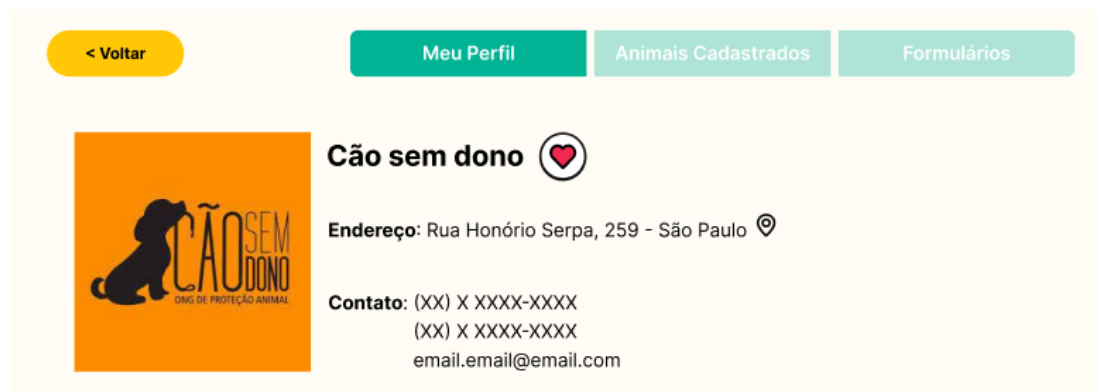 < Voltar
Meu Perfil
Animais Cadastrados
Formulários
CÃO SEM
DONO
ONG DE PROTEÇÃO ANIMAL
Cão sem dono
Endereço: Rua Honório Serpa, 259 - São Paulo
Contato: (XX) X XXXX-XXXX
(XX) X XXXX-XXXX
email.email@email.com